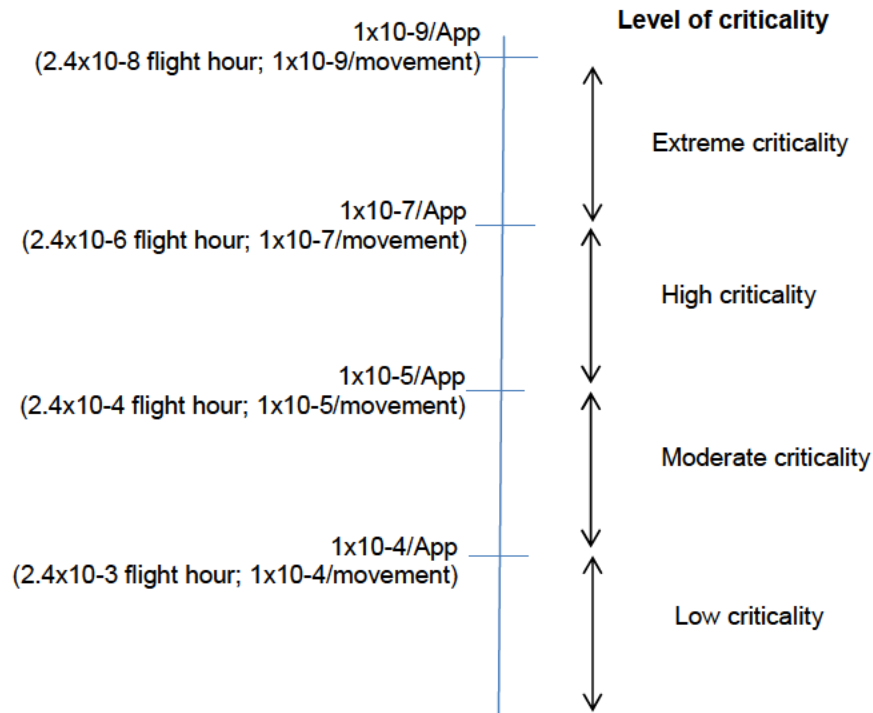 Level of criticality
1x10-9/App
(2.4x10-8 flight hour; 1x10-9/movement)
Extreme criticality
1x10-7/App
(2.4x10-6 flight hour; 1x10-7/movement)
High criticality
1x10-5/App
(2.4x10-4 flight hour; 1x10-5/movement)
Moderate criticality
1x10-4/App
(2.4x10-3 flight hour; 1x10-4/movement)
Low criticality